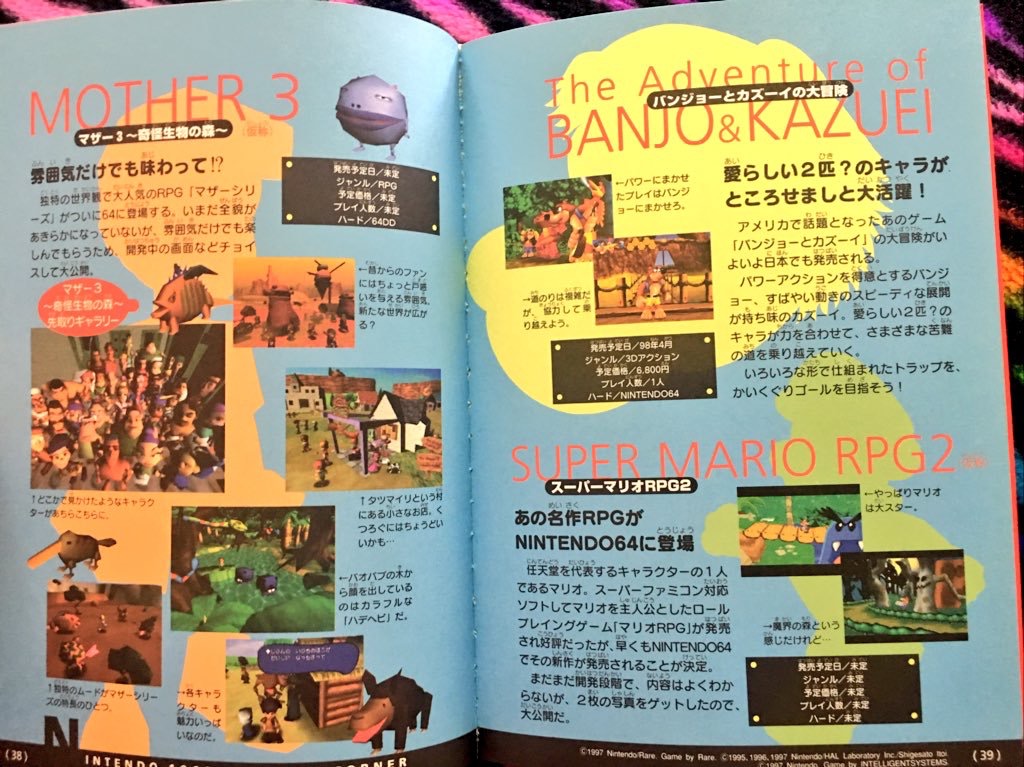 MOTHER 3
(仮称)
マザー3〜奇怪生物の森〜
雰囲気だけでも味わって!?
独特の世界観で大人気のRPG「マザーシリ
ーズ」がついに64に登場する。いまだ全貌が
あきらかになっていないが、雰囲気だけでも楽
しんでもらうため、開発中の画面などチョイ
スして大公開。
発売予定日/未定
ジャンル/RPG
予定価格/未定
プレイ人数/未定
ハード/64DD
マザー3
〜奇怪生物の森〜
先取りギャラリー
←昔からのファン
にはちょっと戸惑
いを与える雰囲気。
新たな世界が広が
る?
↑どこかで見かけたようなキャラク
ターがあちらこちらに。
↑タツマイリという村
にある小さなお店。く
つろぐにはちょうどい
いかも…
←バオバブの木か
ら顔を出している
のはカラフルな
「ハデヘビ」だ。
↑独特のムードがマザーシリー
ズの特長のひとつ。
→各キャラ
クターも
魅力いっぱ
いなのだ。
(38)
The Adventure of
BANJO&KAZUEI
バンジョーとカズーイの大冒険
愛らしい2匹?のキャラが
ところせましと大活躍!
←パワーにまかせ
たプレイはバンジ
ョーにまかせろ。
→道のりは複雑だ
が、協力して乗
り越えよう。
アメリカで話題となったあのゲーム
「バンジョーとカズーイ」の大冒険がい
よいよ日本でも発売される。
パワーアクションを得意とするバンジ
ョー、すばやい動きのスピーディな展開
が持ち味のカズーイ。愛らしい2匹?の
キャラが力を合わせて、さまざまな苦難
の道を乗り越えていく。
いろいろな形で仕組まれたトラップを、
かいくぐりゴールを目指そう!
発売予定日/98年4月
ジャンル/3Dアクション
予定価格/6,800円
プレイ人数/1人
ハード/NINTENDO64
SUPER MARIO RPG2
(仮称)
スーパーマリオRPG2
あの名作RPGが
NINTENDO64に登場
任天堂を代表するキャラクターの1人
であるマリオ。スーパーファミコン対応
ソフトしてマリオを主人公としたロール
プレイングゲーム「マリオRPG」が発売
され好評だったが、早くもNINTENDO64
でその新作が発売されることが決定。
まだまだ開発段階で、内容はよくわか
らないが、2枚の写真をゲットしたので、
大公開だ。
←やっぱりマリオ
は大スター。
→魔界の森という
感じだけれど…
発売予定日/未定
ジャンル/未定
予定価格/未定
プレイ人数/未定
ハード/未定
©1997 Nintendo/Rare. Game by Rare. ©1995,1996,1997 Nintendo/HAL Laboratory Inc./Shigesato Itoi.
©1997 Nintendo. Game by INTELLIGENTSYSTEMS.
(39)